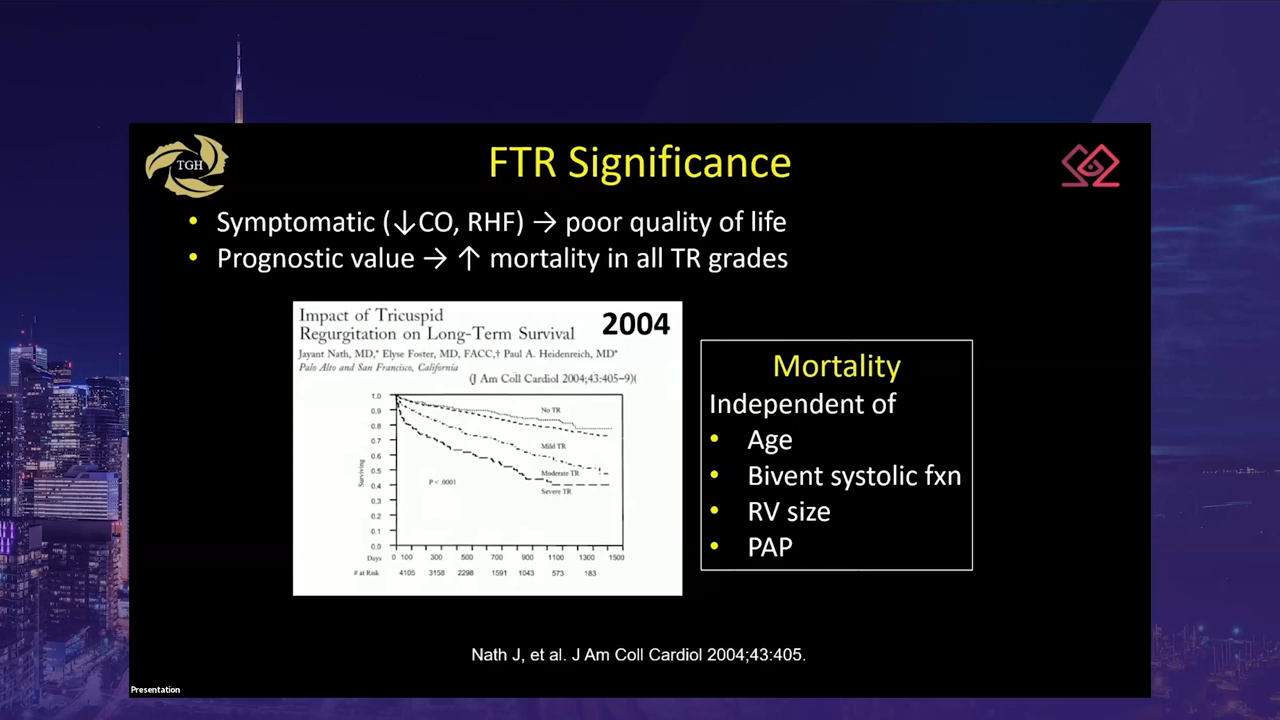 TGH
FTR Significance
• Symptomatic (↓CO, RHF) → poor quality of life
• Prognostic value → ↑ mortality in all TR grades
Impact of Tricuspid
Regurgitation on Long-Term Survival
2004
Jayant Nath, MD,* Elyse Foster, MD, FACC,† Paul A. Heidenreich, MD*
Palo Alto and San Francisco, California
(J Am Coll Cardiol 2004;43:405–9)(
1.0
0.9
0.8
0.7
0.6
0.5
0.4
0.3
0.2
0.1
0.0
Surviving
No TR
Mild TR
Moderate TR
Severe TR
P< .0001
Days 0 100 300 500 700 900 1100 1300 1500
# at Risk 4105 3158 2298 1591 1043 573 183
Mortality
Independent of
• Age
• Bivent systolic fxn
• RV size
• PAP
Nath J, et al. J Am Coll Cardiol 2004;43:405.
Presentation